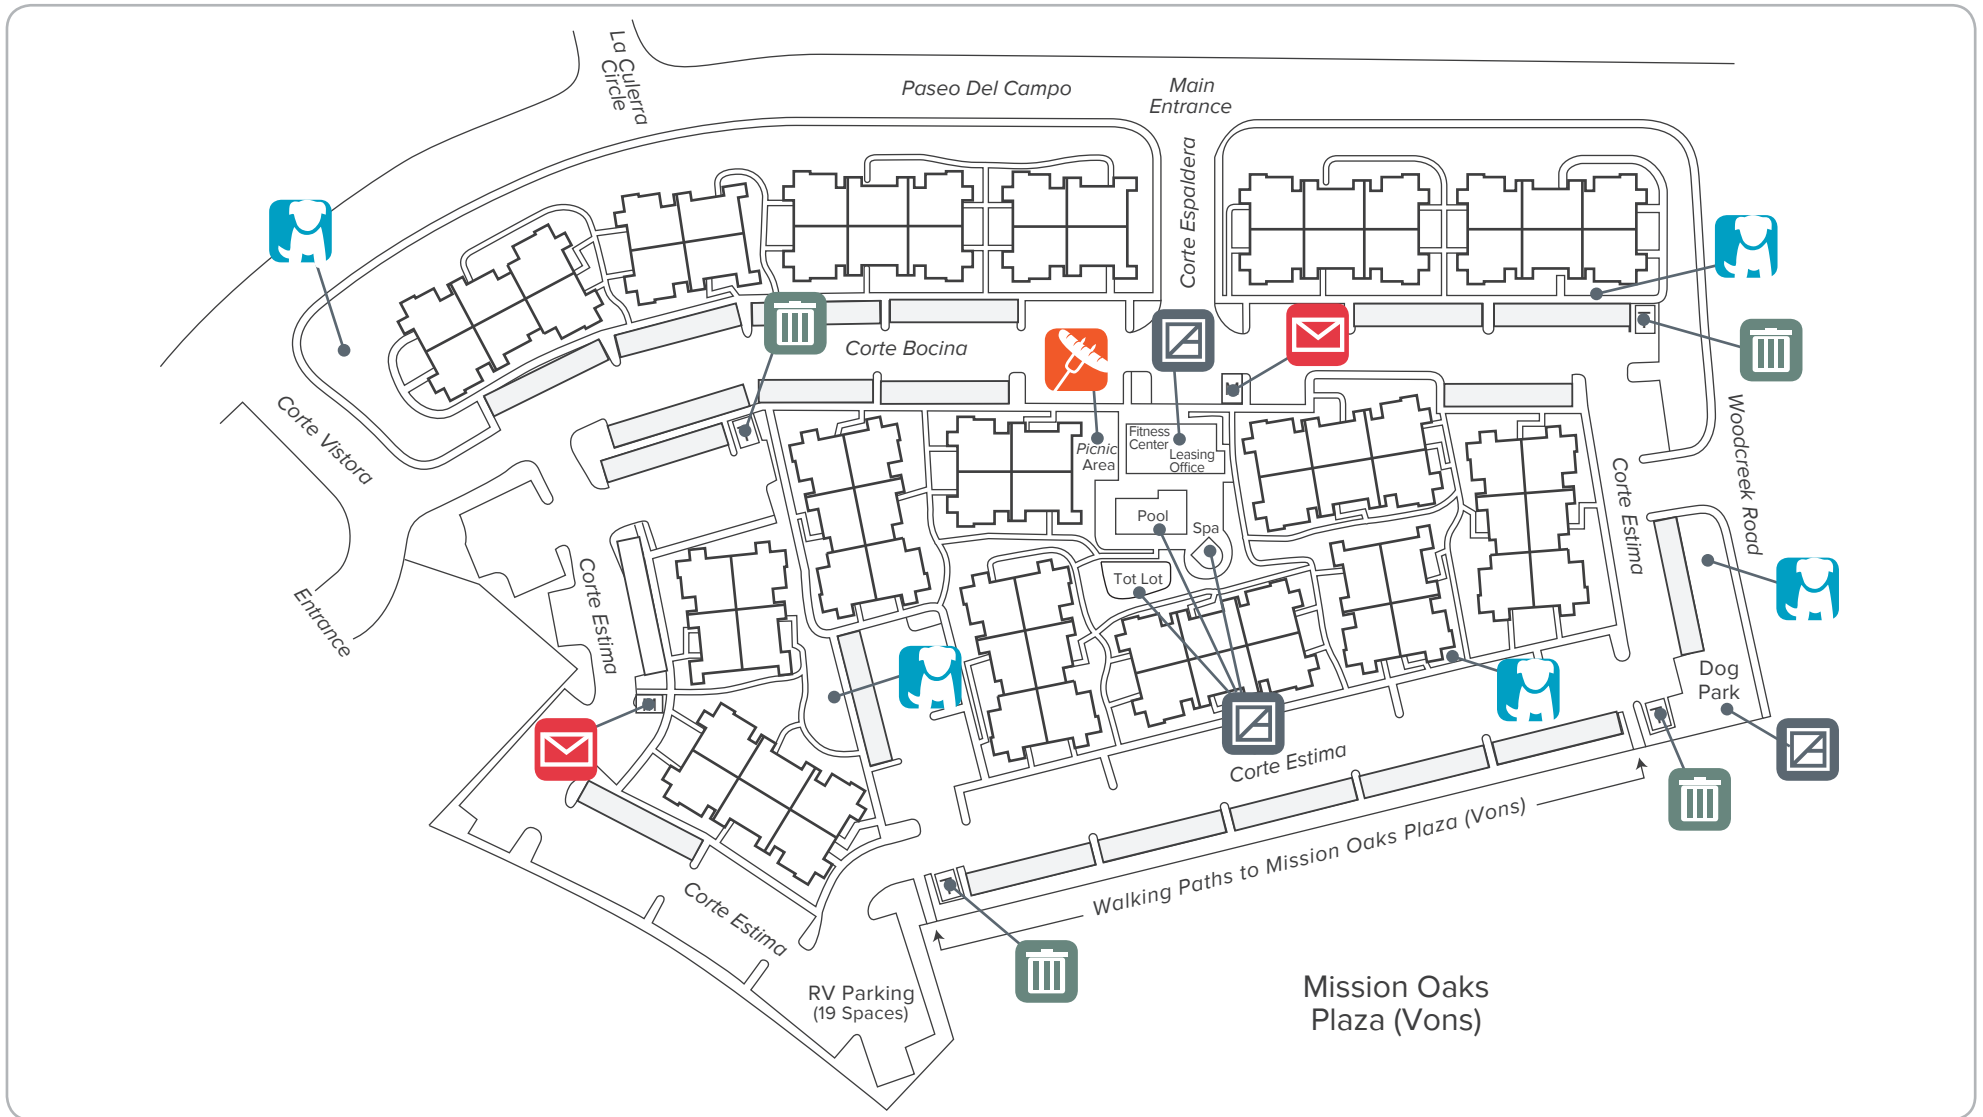 La Culerra
Circle
Paseo Del Campo
Main
Entrance
Corte Espaldera
Corte Bocina
Corte Vistora
Entrance
Fitness
Center
Leasing
Office
Picnic
Area
Pool
Spa
Tot Lot
Corte Estima
Woodcreek Road
Corte Estima
Dog
Park
Corte Estima
Walking Paths to Mission Oaks Plaza (Vons)
Corte Estima
RV Parking
(19 Spaces)
Mission Oaks
Plaza (Vons)